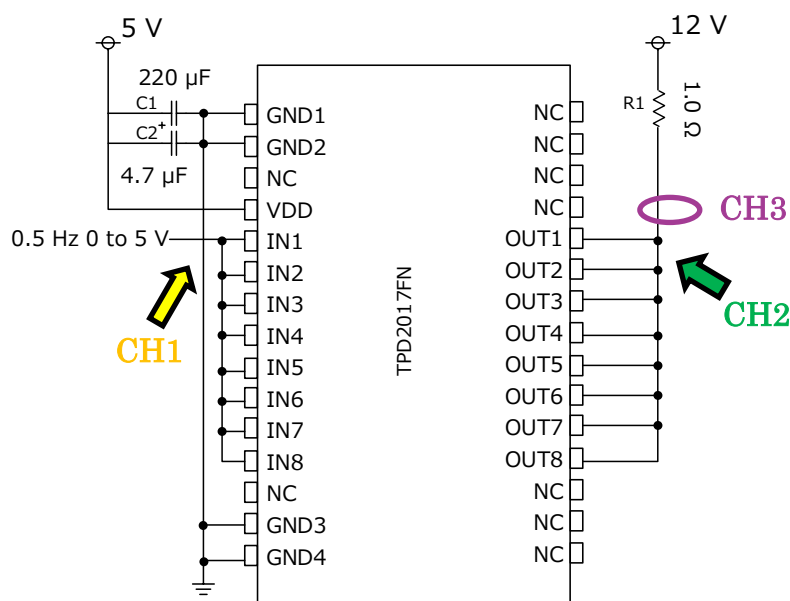 5 V
12 V
220 µF
C1
C2+
4.7 µF
R1
1.0 Ω
GND1
GND2
NC
VDD
0.5 Hz 0 to 5 V
IN1
IN2
IN3
IN4
IN5
IN6
IN7
IN8
NC
GND3
GND4
CH1
TPD2017FN
NC
NC
NC
NC
OUT1
OUT2
OUT3
OUT4
OUT5
OUT6
OUT7
OUT8
NC
NC
NC
CH3
CH2